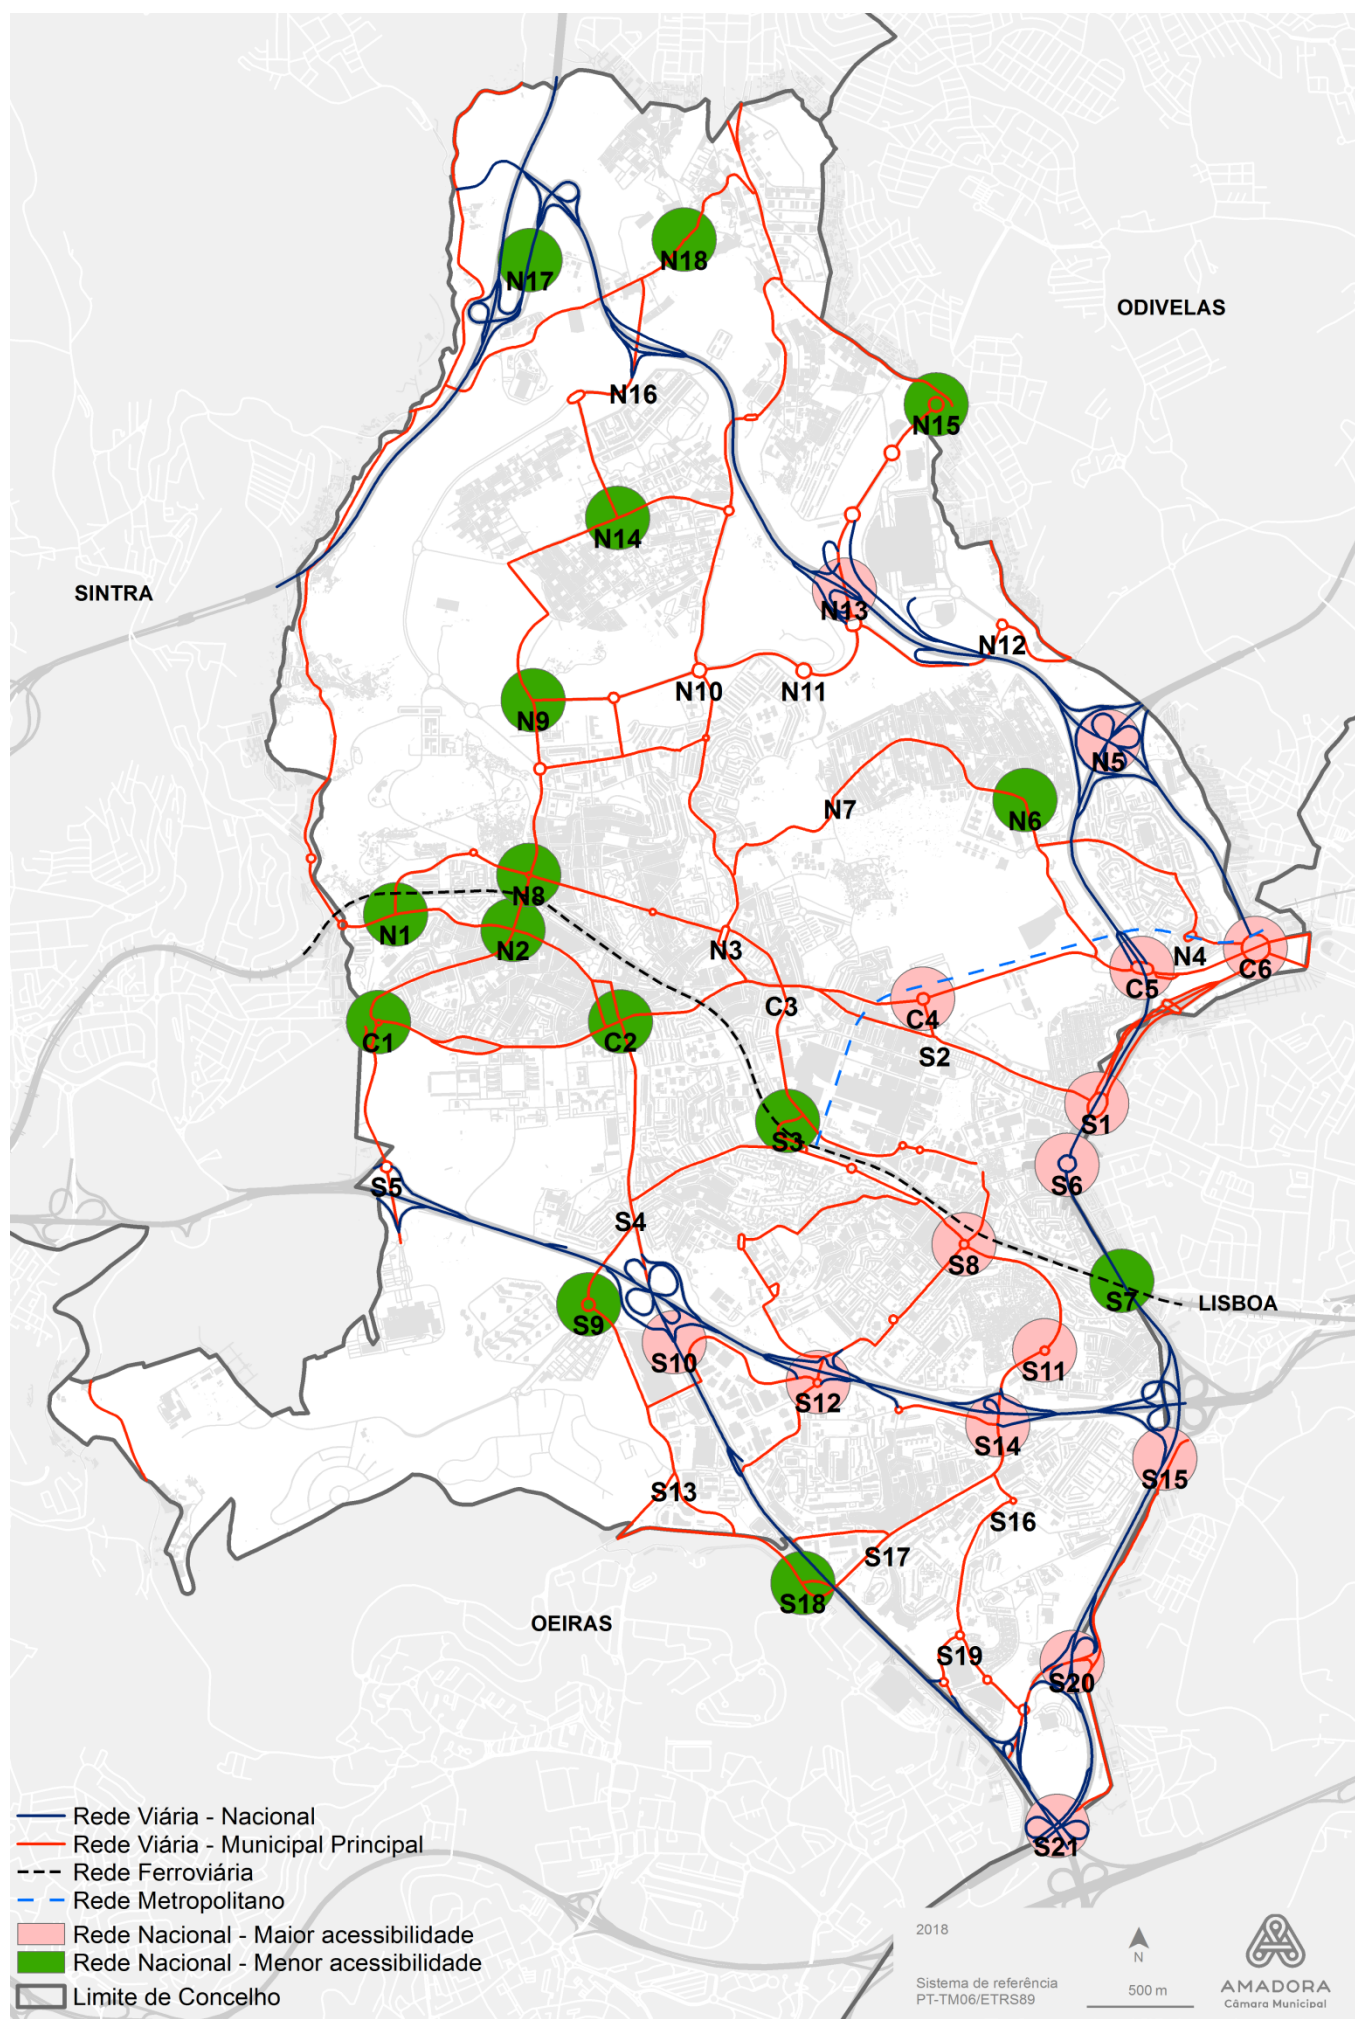 N18
N17
ODIVELAS
N16
N15
N14
SINTRA
N13
N12
N10
N11
N9
N5
N7
N6
N8
N1
N2
N3
N4
C6
C5
C3
C4
C1
C2
S2
S1
S3
S6
S5
S4
S8
S7
LISBOA
S9
S10
S11
S12
S14
S15
S13
S16
S17
S18
OEIRAS
S19
S20
S21
Rede Viária - Nacional
Rede Viária - Municipal Principal
Rede Ferroviária
Rede Metropolitano
Rede Nacional - Maior acessibilidade
Rede Nacional - Menor acessibilidade
Limite de Concelho
2018
N
Sistema de referência
PT-TM06/ETRS89
500 m
AMADORA
Câmara Municipal